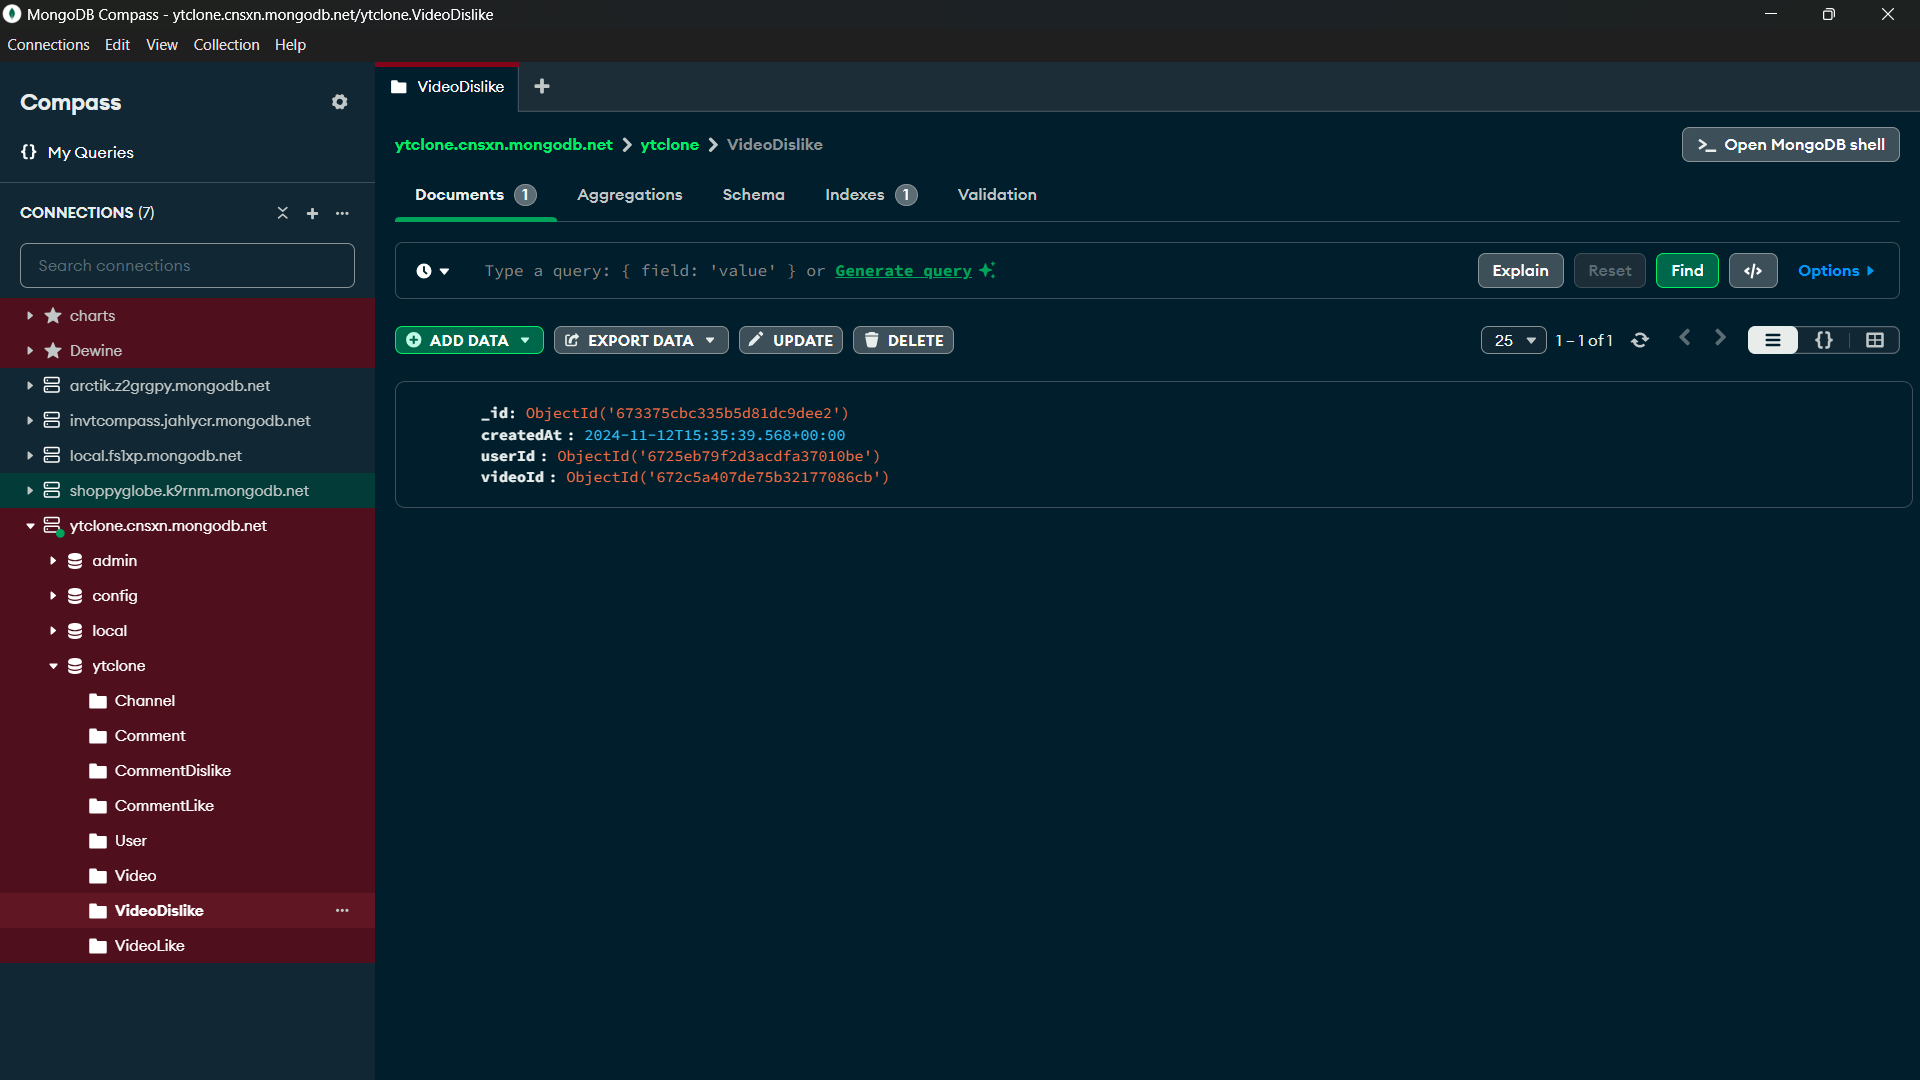 MongoDB Compass - ytclone.cnsxn.mongodb.net/ytclone.VideoDislike
Connections Edit View Collection Help
Compass
{} My Queries
CONNECTIONS (7)
Search connections
charts
Dewine
arctik.z2grgpy.mongodb.net
invtcompass.jahlycr.mongodb.net
local.fs1xp.mongodb.net
shoppyglobe.k9rnm.mongodb.net
ytclone.cnsxn.mongodb.net
admin
config
local
ytclone
Channel
Comment
CommentDislike
CommentLike
User
Video
VideoDislike
VideoLike
VideoDislike
ytclone.cnsxn.mongodb.net > ytclone > VideoDislike
>_ Open MongoDB shell
Documents 1 Aggregations Schema Indexes 1 Validation
Type a query: { field: 'value' } or Generate query
Explain Reset Find </> Options
ADD DATA EXPORT DATA UPDATE DELETE
25 1 – 1 of 1 {}
_id: ObjectId('673375cbc335b5d81dc9dee2')
createdAt : 2024-11-12T15:35:39.568+00:00
userId : ObjectId('6725eb79f2d3acdfa37010be')
videoId : ObjectId('672c5a407de75b32177086cb')